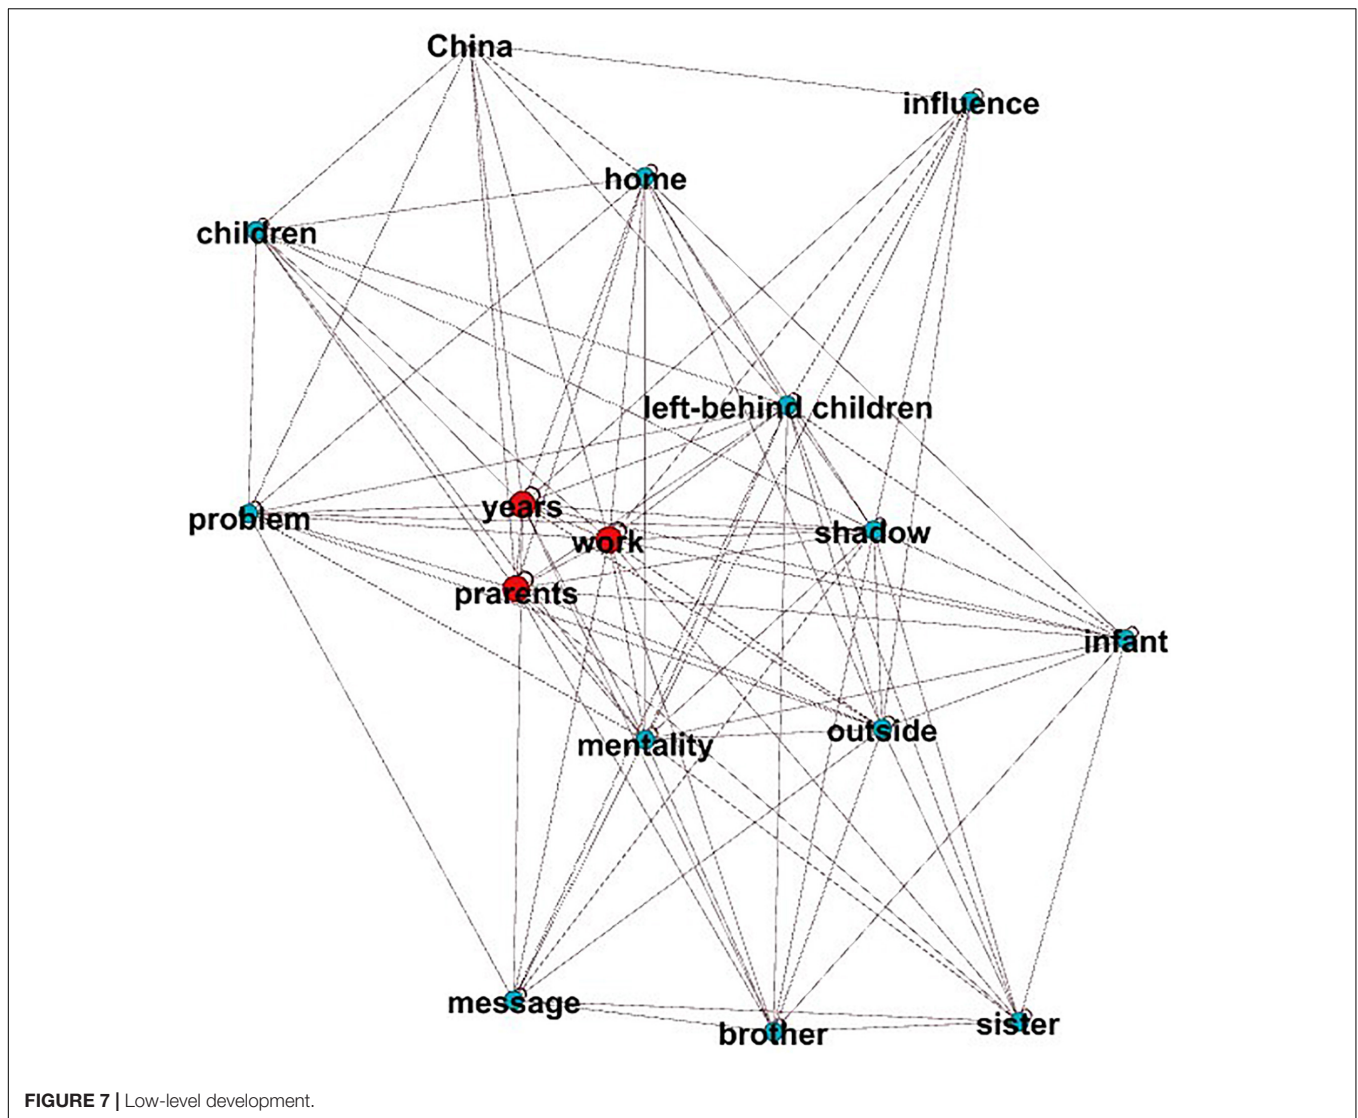 China
influence
home
children
left-behind children
years
problem
work
shadow
prarents
infant
mentality
outside
message
brother
sister
FIGURE 7 | Low-level development.